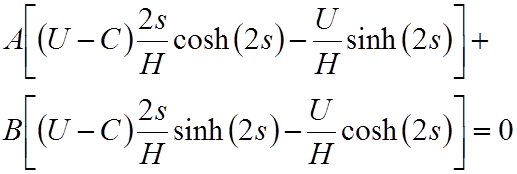 A[(U − C) 2s/H cosh(2s) − U/H sinh(2s)] +
B[(U − C) 2s/H sinh(2s) − U/H cosh(2s)] = 0